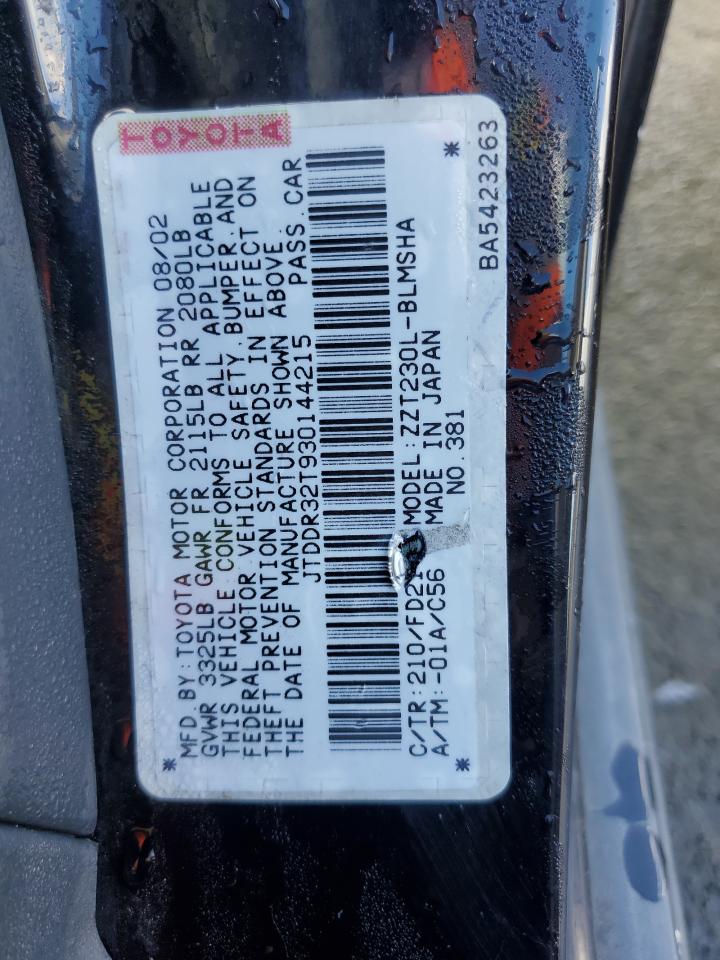 TOYOTA
*MFD.BY:TOYOTA MOTOR CORPORATION 08/02
GVWR 3325LB GAWR FR 2115LB RR 2080LB
THIS VEHICLE CONFORMS TO ALL APPLICABLE
FEDERAL MOTOR VEHICLE SAFETY,BUMPER,AND
THEFT PREVENTION STANDARDS IN EFFECT ON
THE DATE OF MANUFACTURE SHOWN ABOVE.
JTDDR32T930144215 PASS.CAR
C/TR:210/FD21 MODEL:ZZT230L-BLMSHA
A/TM:-01A/C56 MADE IN JAPAN *
* NO.381
BA5423263